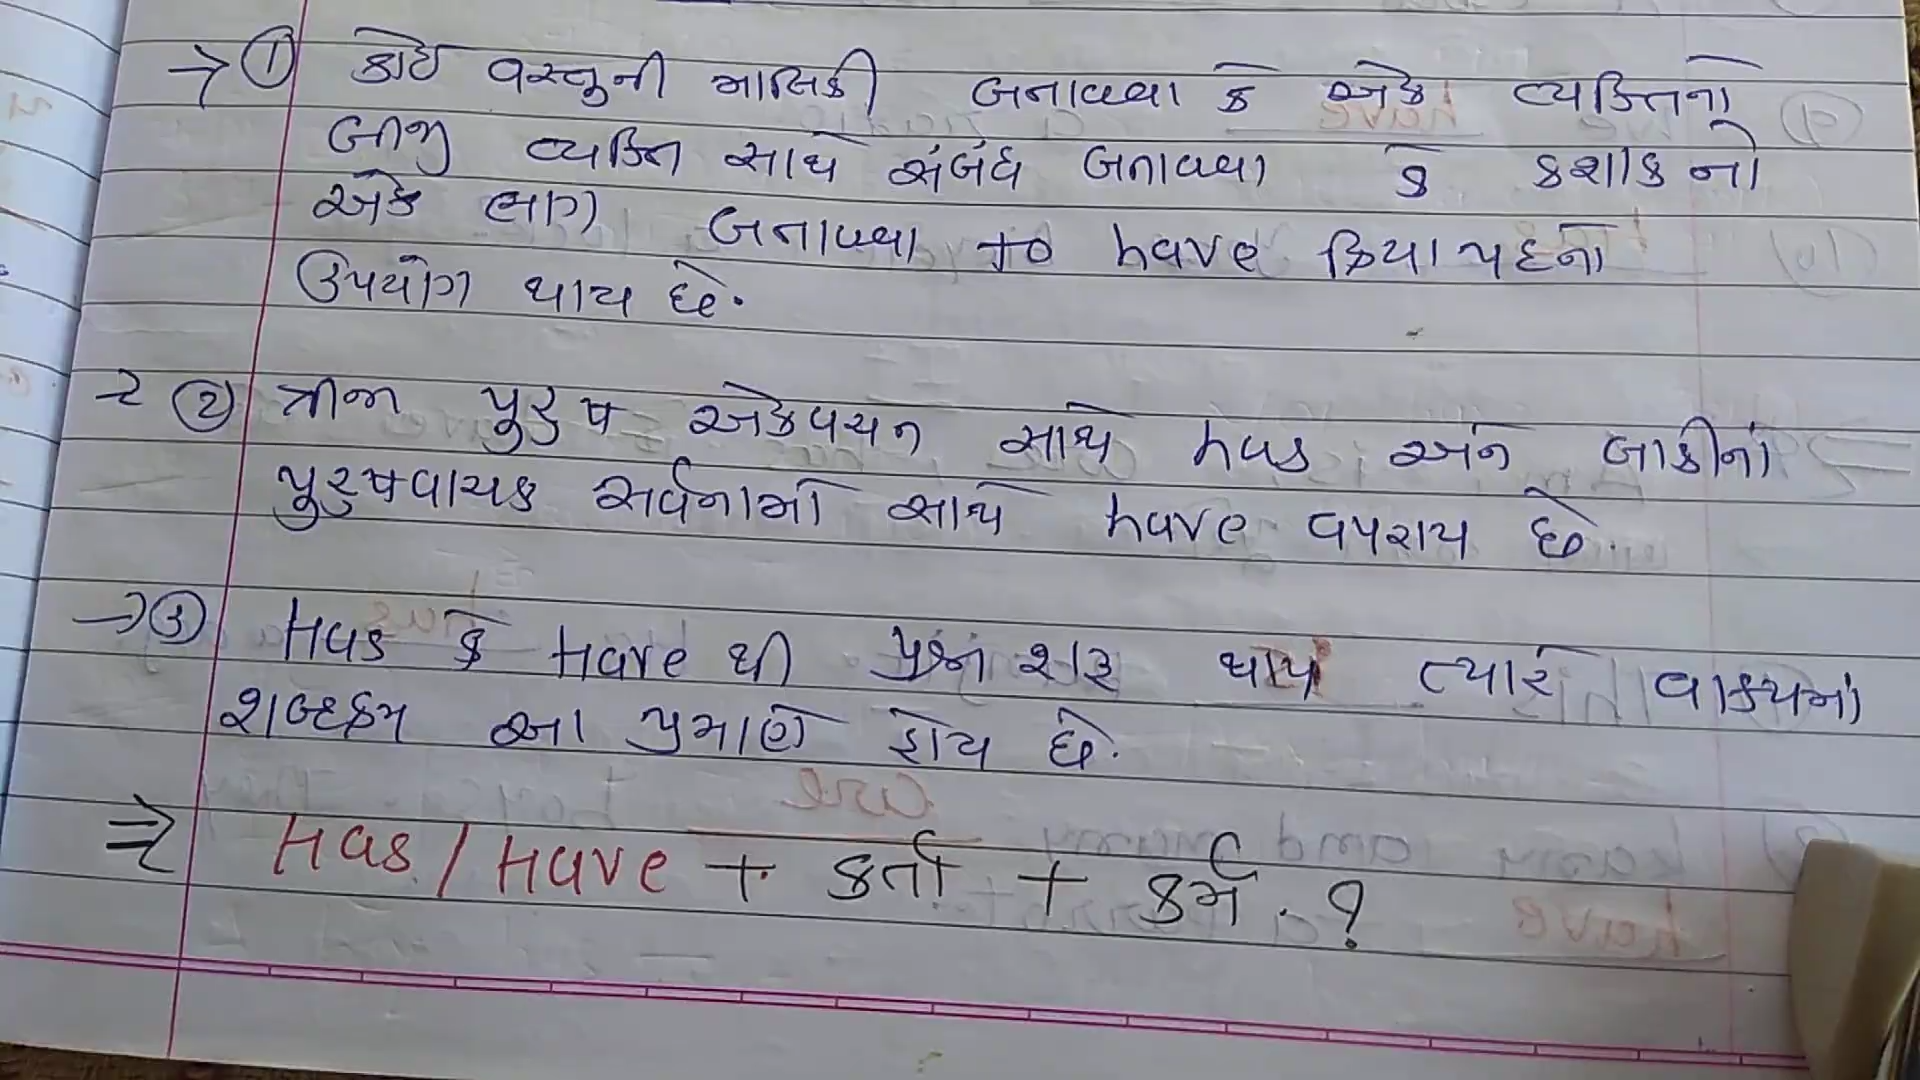 → ① કોઈ વસ્તુની માલિકી બતાવવા કે એક વ્યક્તિનો
બીજી વ્યક્તિ સાથે સંબંધ બતાવવા કે કશાકનો
એક ભાગ બતાવવા to have ક્રિયાપદનો
ઉપયોગ થાય છે.
→ ② ત્રીજા પુરુષ એકવચન સાથે has અને બાકીનાં
પુરુષવાચક સર્વનામો સાથે have વપરાય છે.
→ ③ Has કે Have થી પ્રશ્ન શરૂ થાય ત્યારે વાક્યનો
શબ્દક્રમ આ પ્રમાણે હોય છે.
⇒ Has / Have + કર્તા + કર્મ . ?